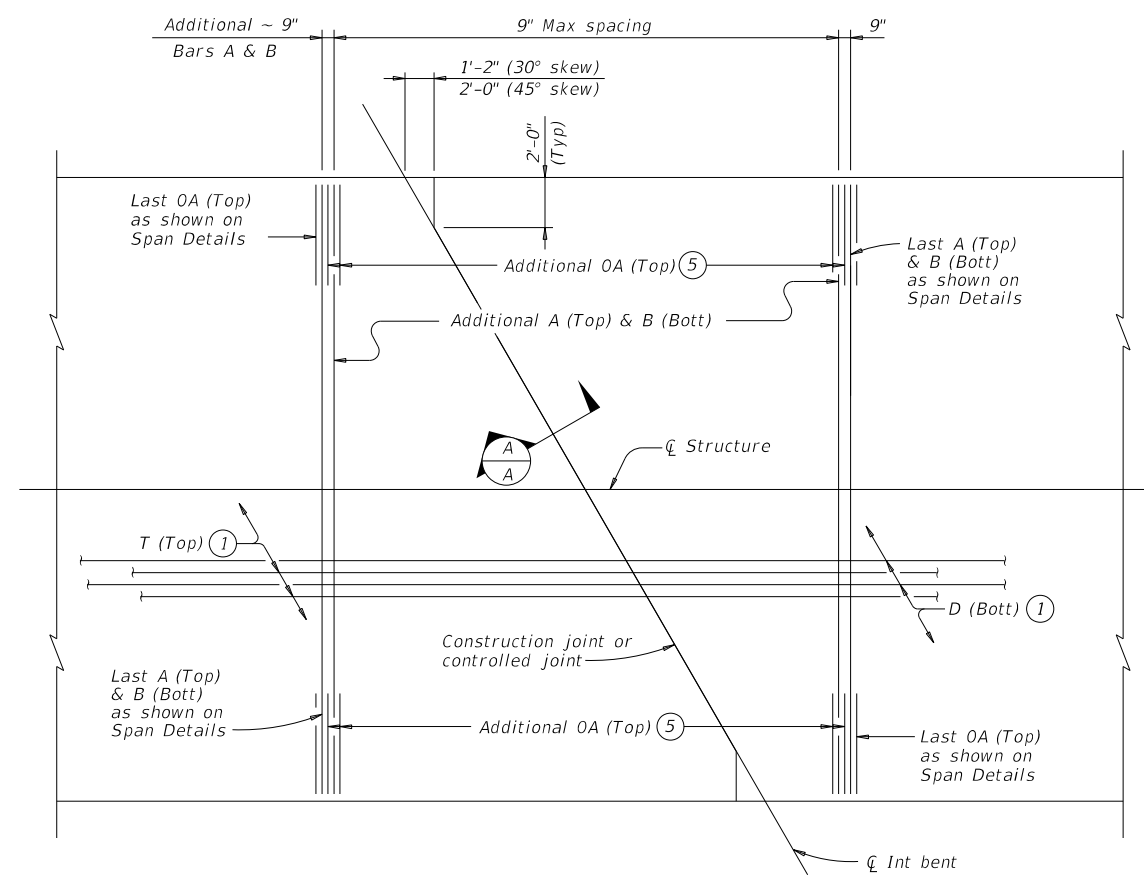 Additional ~ 9"
Bars A & B
9" Max spacing
9"
1'-2" (30° skew)
2'-0" (45° skew)
2'-0"
(Typ)
Last OA (Top)
as shown on
Span Details
Additional OA (Top) 5
Last A (Top)
& B (Bott)
as shown on
Span Details
Additional A (Top) & B (Bott)
A
A
℄ Structure
T (Top) 1
D (Bott) 1
Construction joint or
controlled joint
Last A (Top)
& B (Bott)
as shown on
Span Details
Additional OA (Top) 5
Last OA (Top)
as shown on
Span Details
℄ Int bent